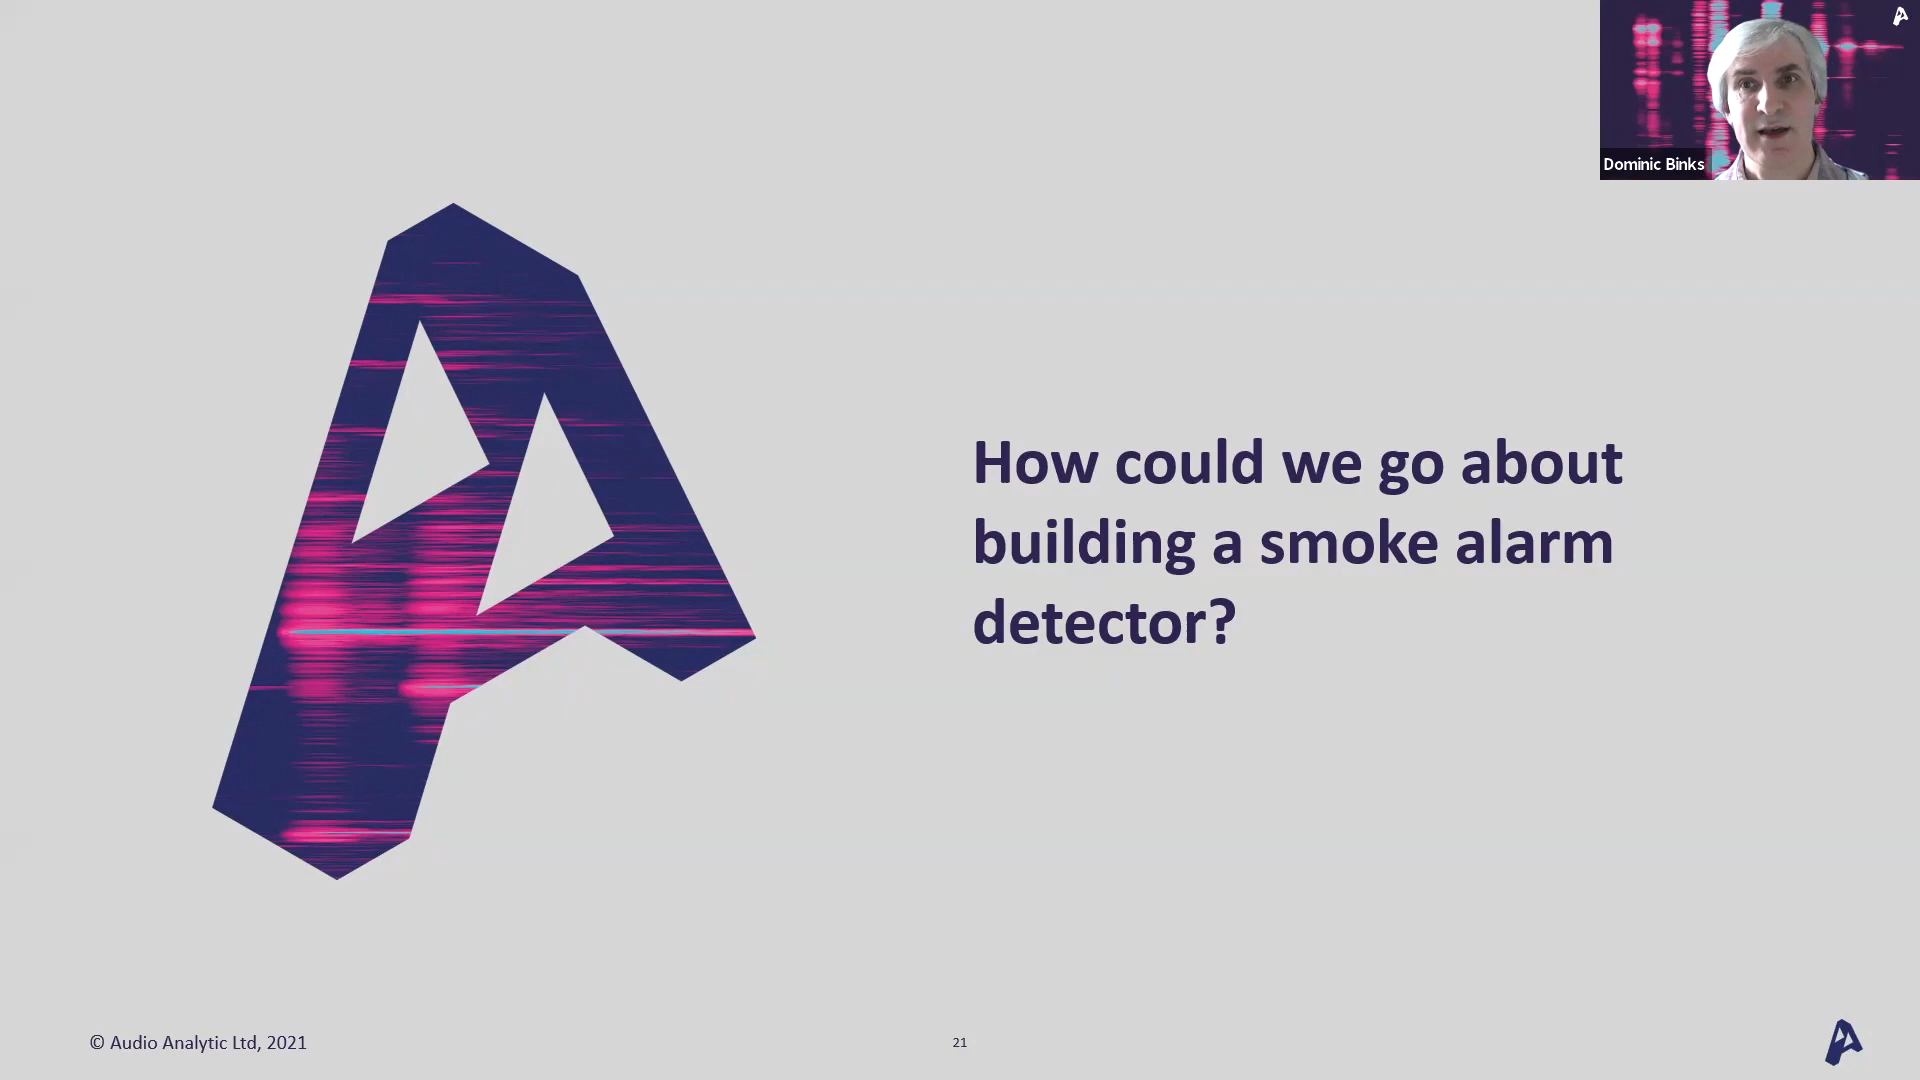 Dominic Binks
How could we go about
building a smoke alarm
detector?
© Audio Analytic Ltd, 2021
21